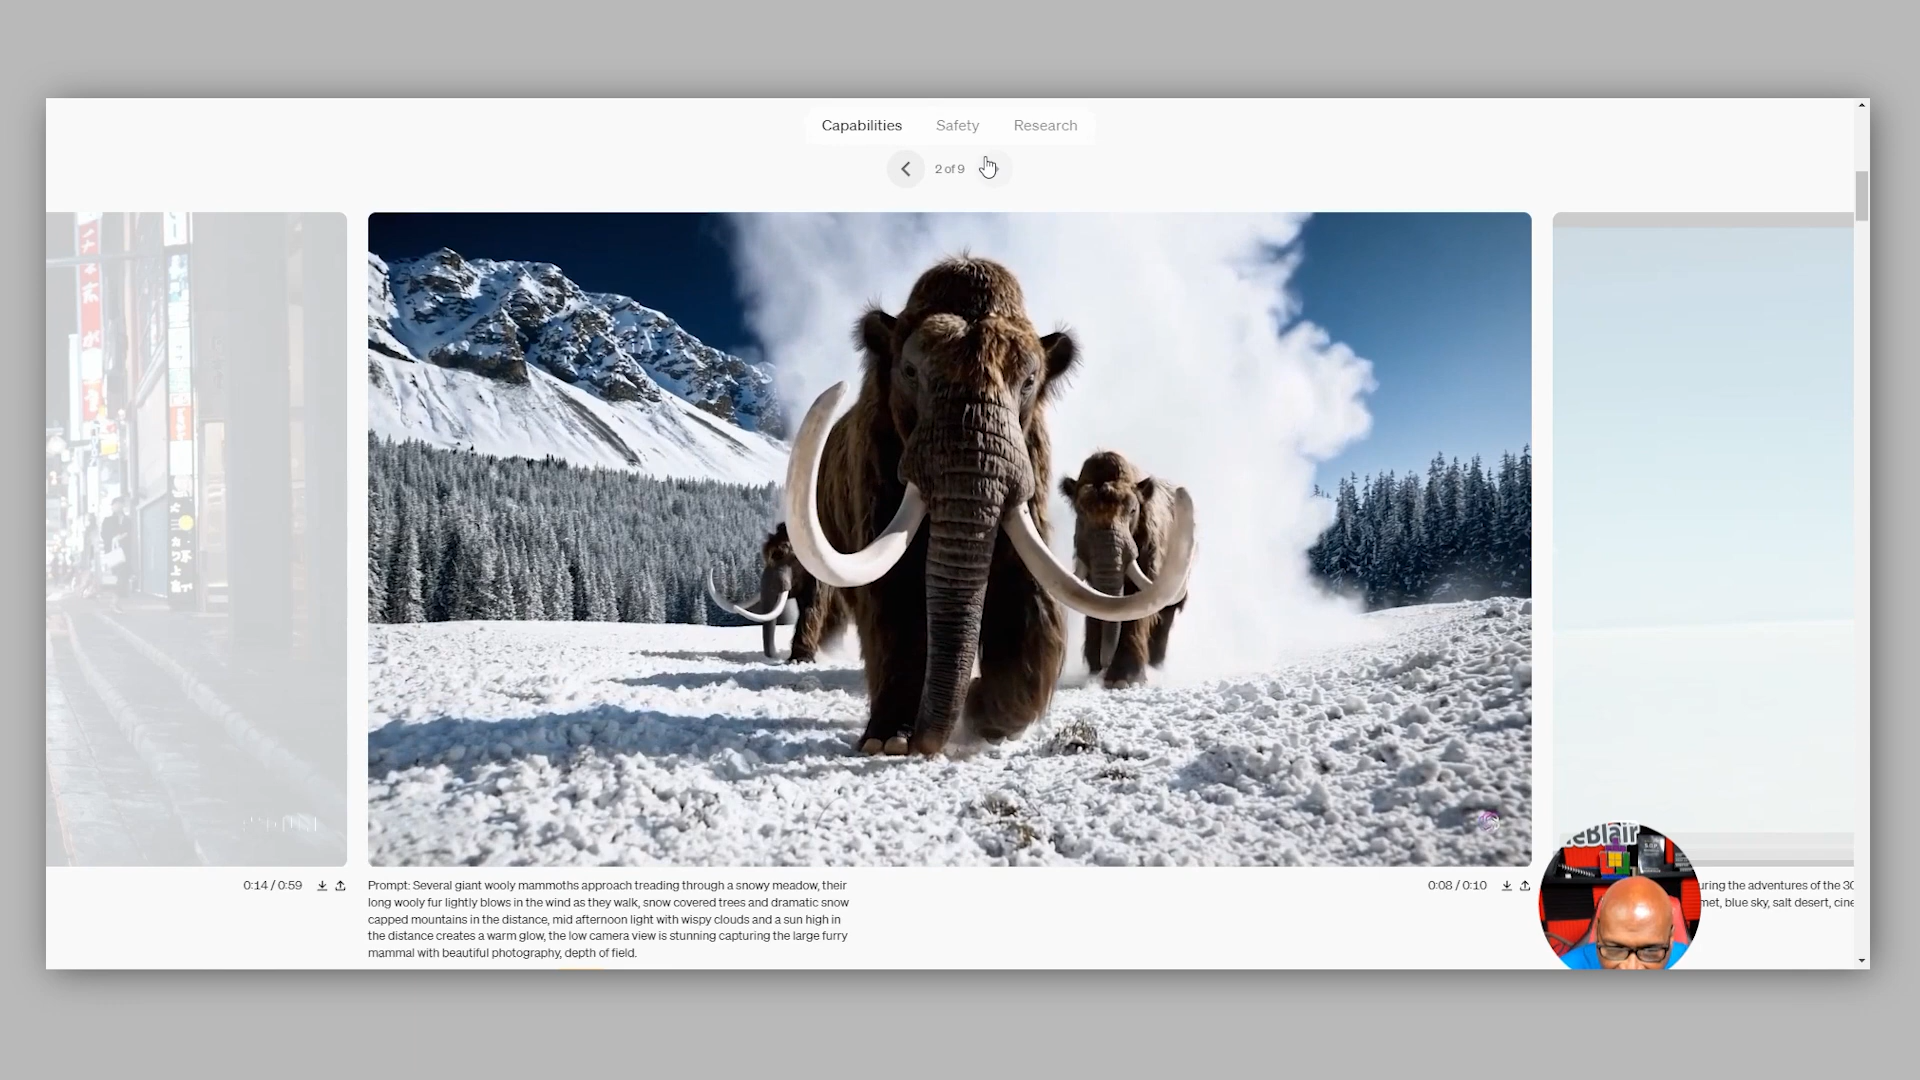 Capabilities Safety Research
2 of 9
0:14 / 0:59
Prompt: Several giant wooly mammoths approach treading through a snowy meadow, their
long wooly fur lightly blows in the wind as they walk, snow covered trees and dramatic snow
capped mountains in the distance, mid afternoon light with wispy clouds and a sun high in
the distance creates a warm glow, the low camera view is stunning capturing the large furry
mammal with beautiful photography, depth of field.
0:08 / 0:10
uring the adventures of the 30
met, blue sky, salt desert, cine
eBlair